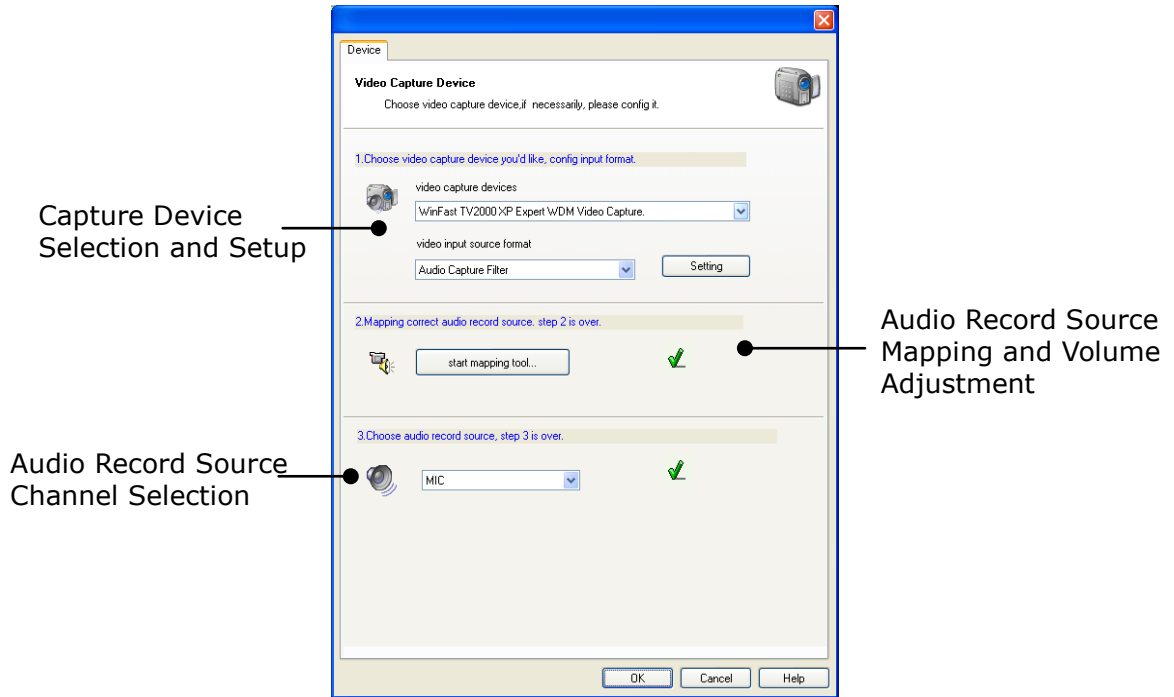 Device
Video Capture Device
Choose video capture device,if necessarily, please config it.
1.Choose video capture device you'd like, config input format.
video capture devices
WinFast TV2000 XP Expert WDM Video Capture.
Capture Device
Selection and Setup
video input source format
Audio Capture Filter
Setting
2.Mapping correct audio record source. step 2 is over.
start mapping tool...
Audio Record Source
Mapping and Volume
Adjustment
3.Choose audio record source, step 3 is over.
Audio Record Source
Channel Selection
MIC
OK
Cancel
Help